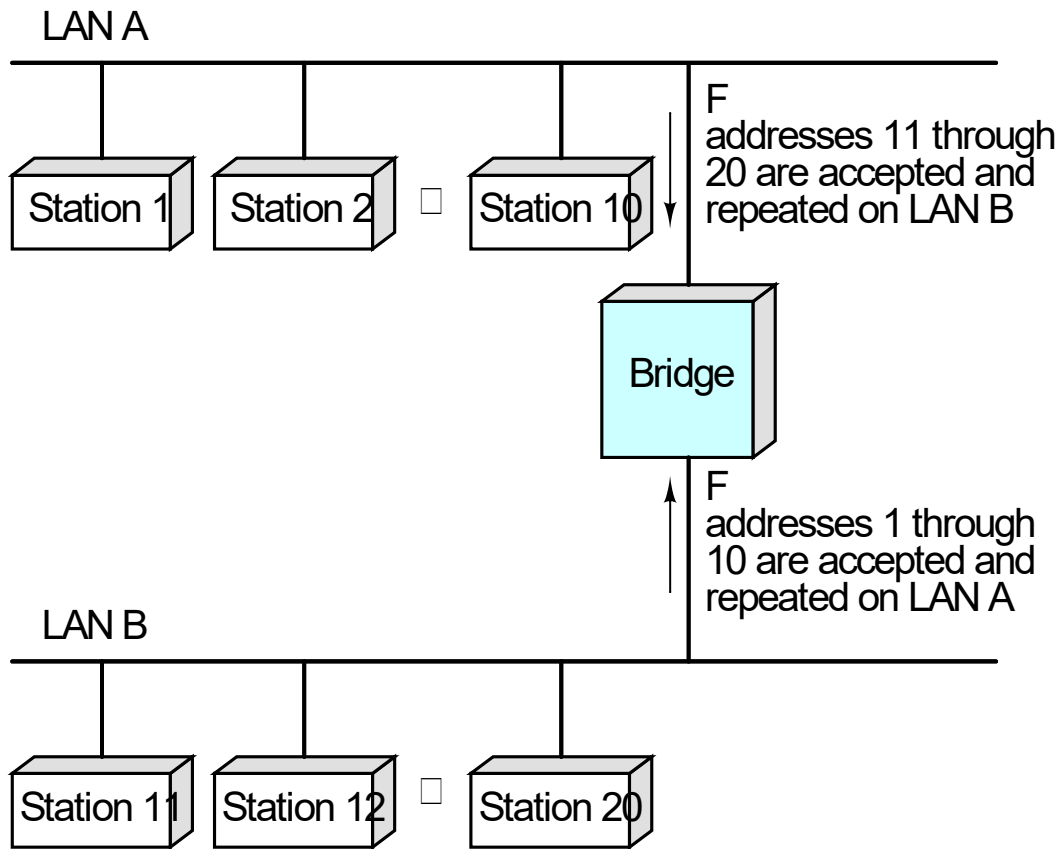 LAN A
F
addresses 11 through
20 are accepted and
repeated on LAN B
Station 1
Station 2
Station 10
Bridge
F
addresses 1 through
10 are accepted and
repeated on LAN A
LAN B
Station 11
Station 12
Station 20